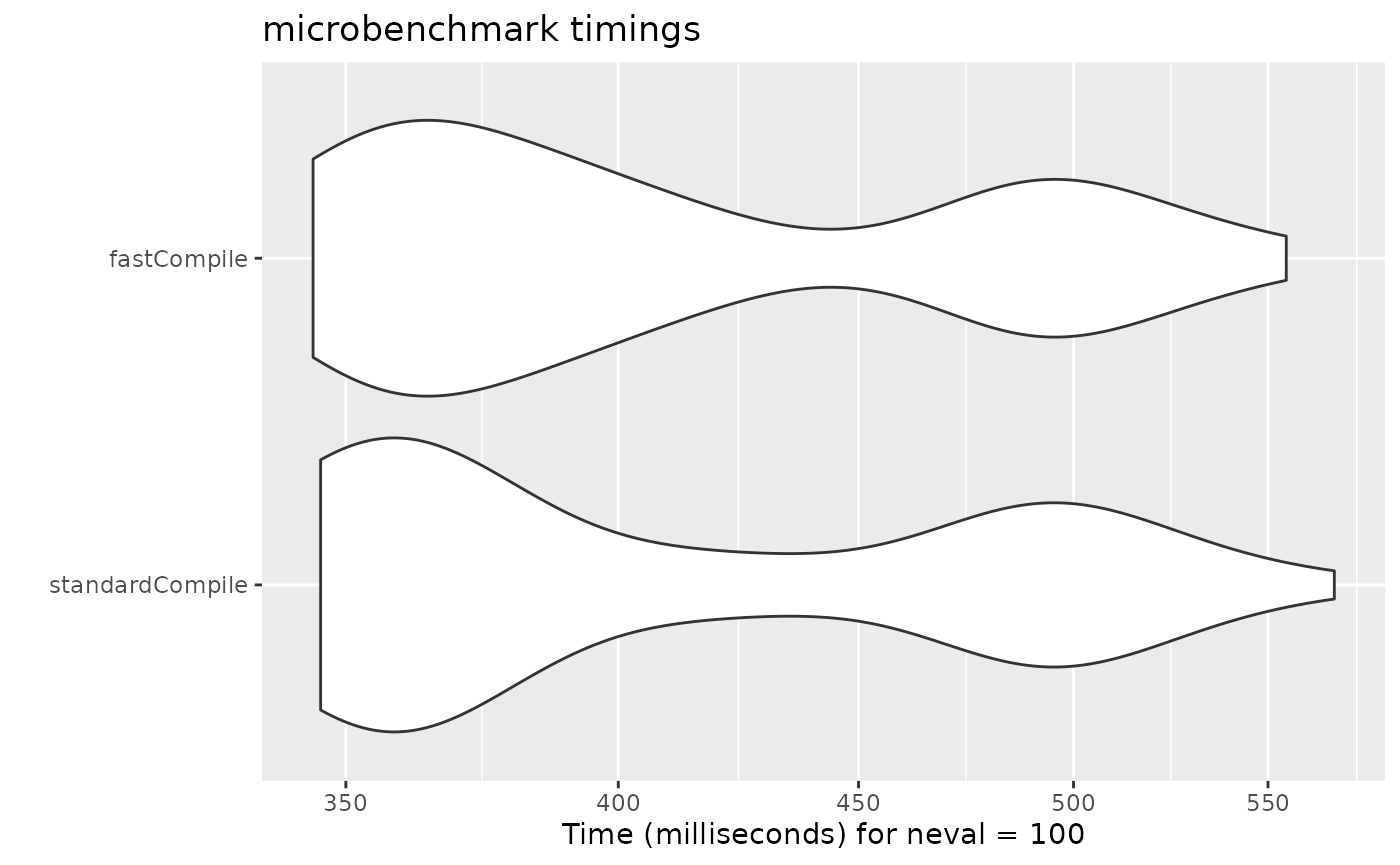 microbenchmark timings
fastCompile
standardCompile
350 400 450 500 550
Time (milliseconds) for neval = 100